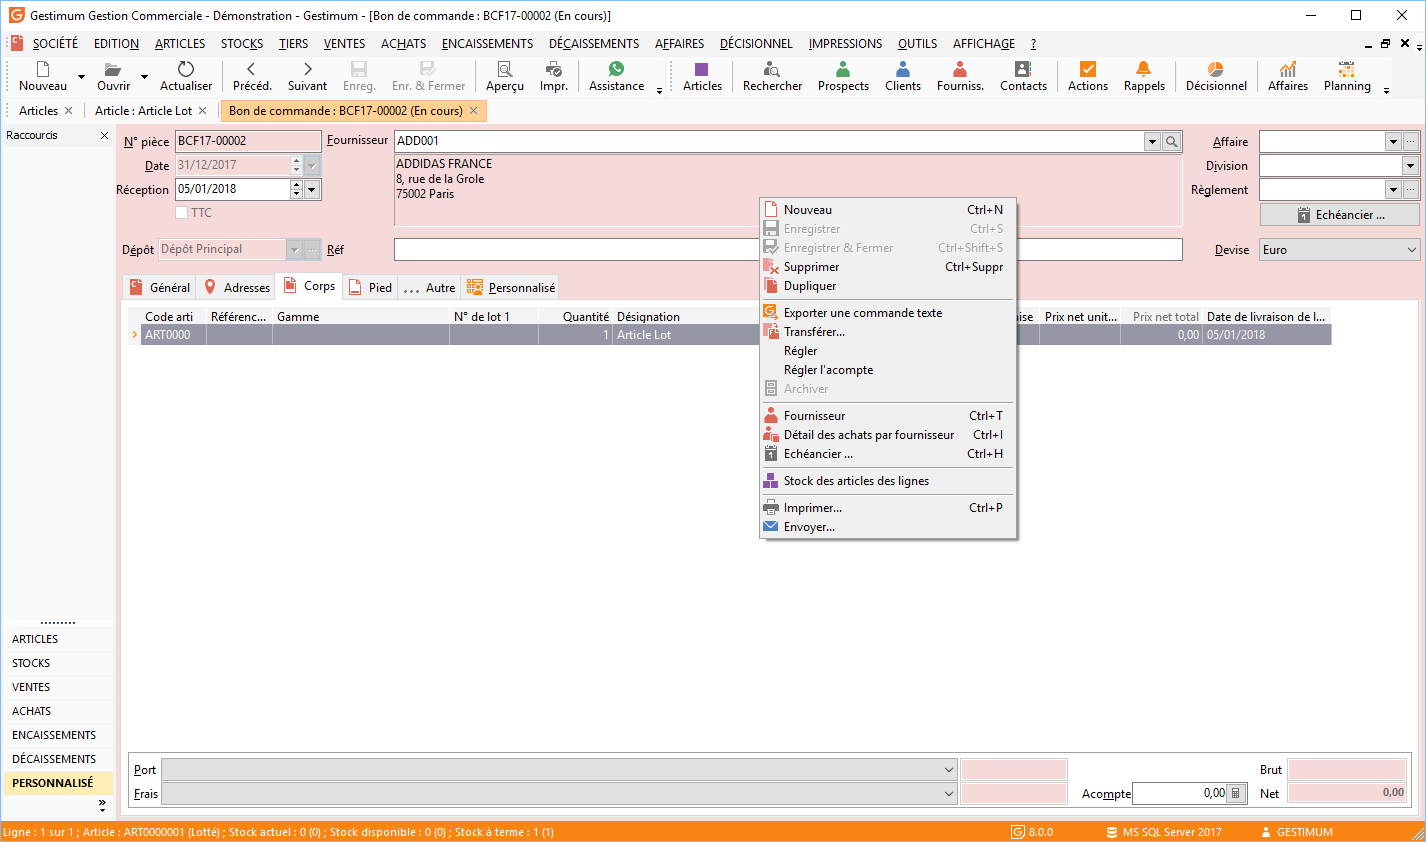 Gestimum Gestion Commerciale - Démonstration - Gestimum - [Bon de commande : BCF17-00002 (En cours)]
SOCIÉTÉ EDITION ARTICLES STOCKS TIERS VENTES ACHATS ENCAISSEMENTS DÉCAISSEMENTS AFFAIRES DÉCISIONNEL IMPRESSIONS OUTILS AFFICHAGE ?
Nouveau Ouvrir Actualiser Précéd. Suivant Enreg. Enr. & Fermer Aperçu Impr. Assistance Articles Rechercher Prospects Clients Fourniss. Contacts Actions Rappels Décisionnel Affaires Planning
Articles Article : Article Lot Bon de commande : BCF17-00002 (En cours)
Raccourcis
N° pièce BCF17-00002 Fournisseur ADD001 Affaire
Date 31/12/2017 ADDIDAS FRANCE Division
8, rue de la Grole
Réception 05/01/2018 75002 Paris Règlement
TTC Echéancier ...
Dépôt Dépôt Principal Réf Devise Euro
Général Adresses Corps Pied ... Autre Personnalisé
Code arti Référenc... Gamme N° de lot 1 Quantité Désignation ise Prix net unit... Prix net total Date de livraison de l...
ART0000 1 Article Lot 0,00 05/01/2018
Nouveau Ctrl+N
Enregistrer Ctrl+S
Enregistrer & Fermer Ctrl+Shift+S
Supprimer Ctrl+Suppr
Dupliquer
Exporter une commande texte
Transférer...
Régler
Régler l'acompte
Archiver
Fournisseur Ctrl+T
Détail des achats par fournisseur Ctrl+I
Echéancier ... Ctrl+H
Stock des articles des lignes
Imprimer... Ctrl+P
Envoyer...
ARTICLES
STOCKS
VENTES
ACHATS
ENCAISSEMENTS
DÉCAISSEMENTS
PERSONNALISÉ
Port Brut
Frais Acompte 0,00 Net 0,00
Ligne : 1 sur 1 ; Article : ART0000001 (Lotté) ; Stock actuel : 0 (0) ; Stock disponible : 0 (0) ; Stock à terme : 1 (1) 8.0.0 MS SQL Server 2017 GESTIMUM